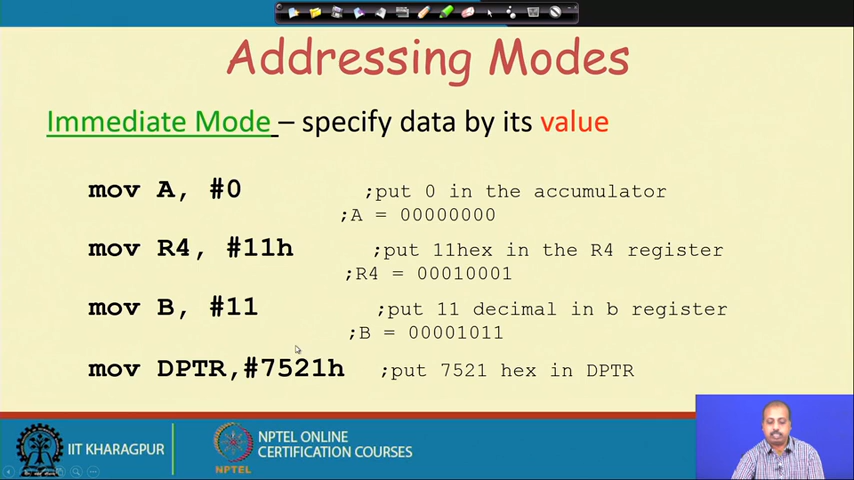 Addressing Modes
Immediate Mode – specify data by its value
mov A, #0 ;put 0 in the accumulator
;A = 00000000
mov R4, #11h ;put 11hex in the R4 register
;R4 = 00010001
mov B, #11 ;put 11 decimal in b register
;B = 00001011
mov DPTR,#7521h ;put 7521 hex in DPTR
IIT KHARAGPUR
NPTEL
NPTEL ONLINE
CERTIFICATION COURSES